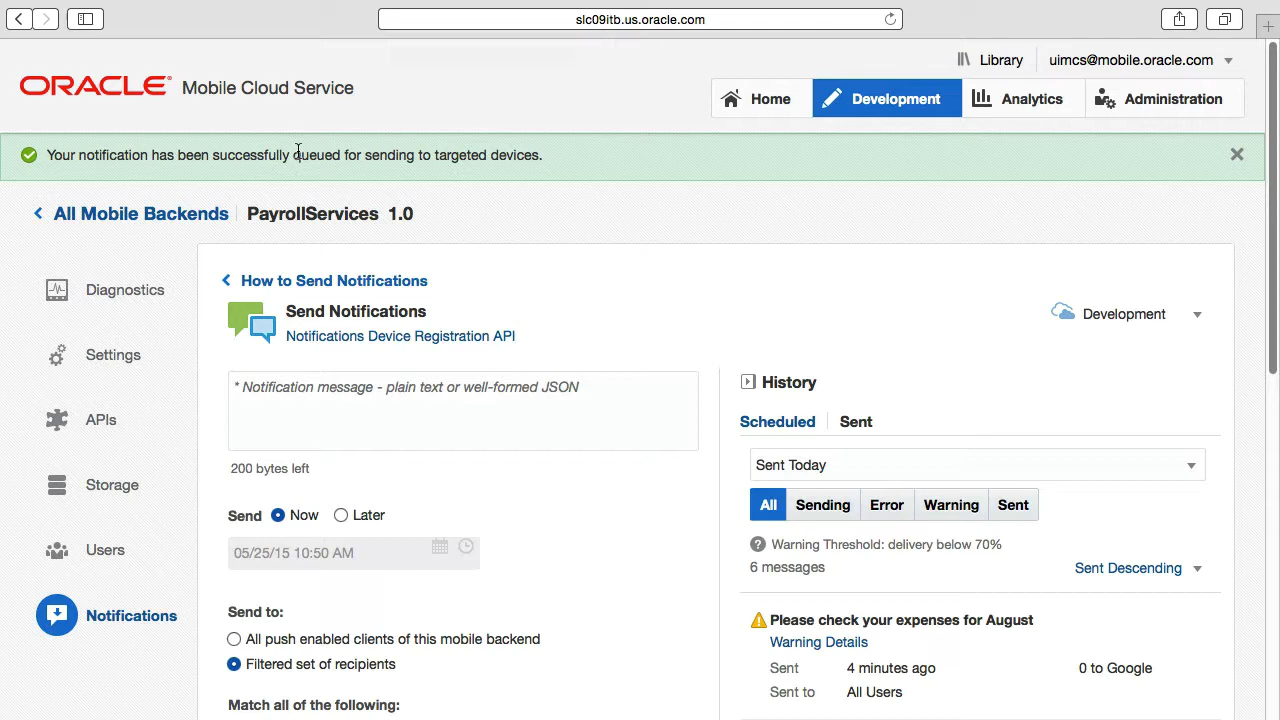 slc09itb.us.oracle.com
Library
uimcs@mobile.oracle.com
ORACLE Mobile Cloud Service
Home
Development
Analytics
Administration
Your notification has been successfully queued for sending to targeted devices.
All Mobile Backends
PayrollServices 1.0
Diagnostics
Settings
APIs
Storage
Users
Notifications
How to Send Notifications
Send Notifications
Notifications Device Registration API
Development
* Notification message - plain text or well-formed JSON
200 bytes left
Send Now Later
05/25/15 10:50 AM
Send to:
All push enabled clients of this mobile backend
Filtered set of recipients
Match all of the following:
History
Scheduled Sent
Sent Today
All Sending Error Warning Sent
? Warning Threshold: delivery below 70%
6 messages
Sent Descending
Please check your expenses for August
Warning Details
Sent 4 minutes ago 0 to Google
Sent to All Users